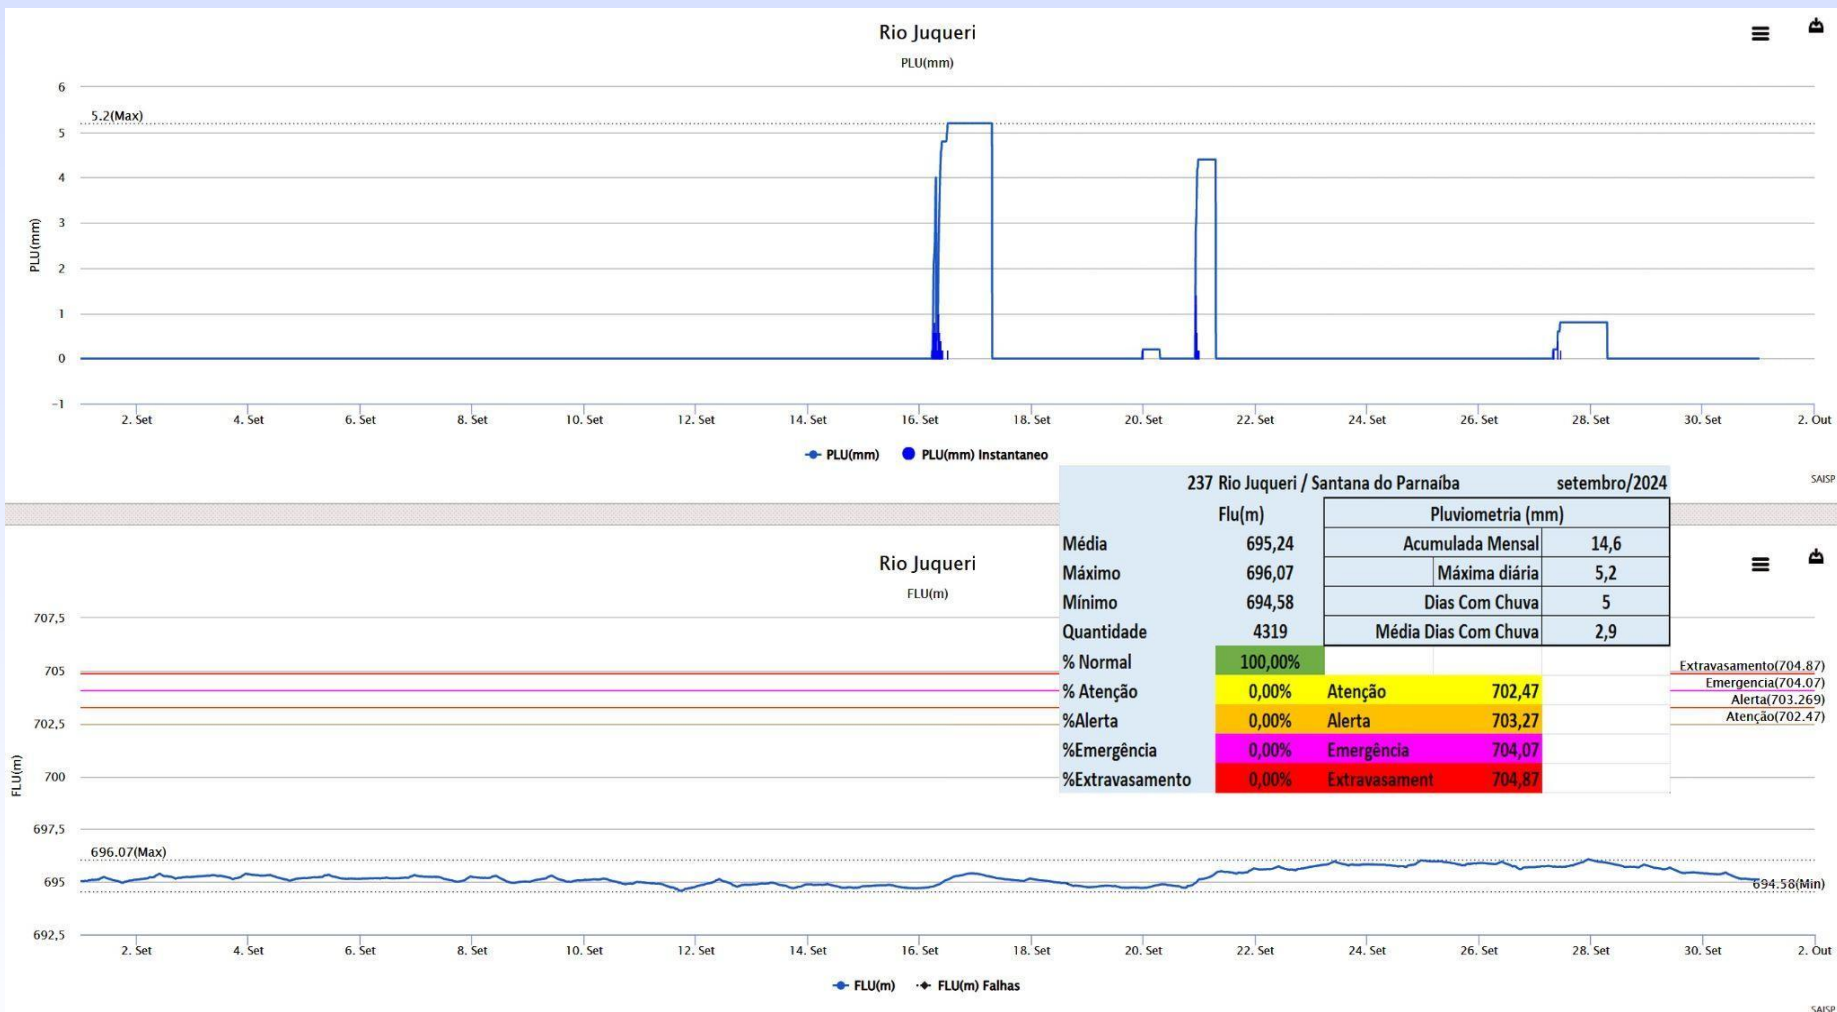 Rio Juqueri
PLU(mm)
6
5.2(Max)
5
4
3
2
1
0
-1
PLU(mm)
2. Set 4. Set 6. Set 8. Set 10. Set 12. Set 14. Set 16. Set 18. Set 20. Set 22. Set 24. Set 26. Set 28. Set 30. Set 2. Out
PLU(mm) PLU(mm) Instantaneo
SAISP
237 Rio Juqueri / Santana do Parnaíba setembro/2024
Flu(m) Pluviometria (mm)
Média 695,24 Acumulada Mensal 14,6
Máximo 696,07 Máxima diária 5,2
Mínimo 694,58 Dias Com Chuva 5
Quantidade 4319 Média Dias Com Chuva 2,9
% Normal 100,00%
% Atenção 0,00% Atenção 702,47
%Alerta 0,00% Alerta 703,27
%Emergência 0,00% Emergência 704,07
%Extravasamento 0,00% Extravasament 704,87
Rio Juqueri
FLU(m)
707,5
705
702,5
700
697,5
695
692,5
FLU(m)
Extravasamento(704.87)
Emergencia(704.07)
Alerta(703.269)
Atenção(702.47)
696.07(Max)
694.58(Min)
2. Set 4. Set 6. Set 8. Set 10. Set 12. Set 14. Set 16. Set 18. Set 20. Set 22. Set 24. Set 26. Set 28. Set 30. Set 2. Out
FLU(m) FLU(m) Falhas
SAISP